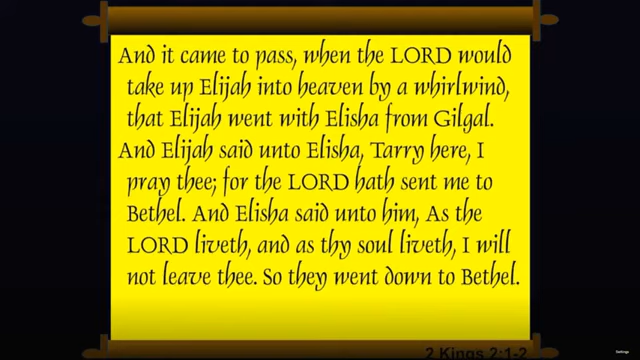 And it came to pass, when the LORD would
take up Elijah into heaven by a whirlwind,
that Elijah went with Elisha from Gilgal.
And Elijah said unto Elisha, Tarry here, I
pray thee; for the LORD hath sent me to
Bethel. And Elisha said unto him, As the
LORD liveth, and as thy soul liveth, I will
not leave thee. So they went down to Bethel.
2 Kings 2:1-2
Settings